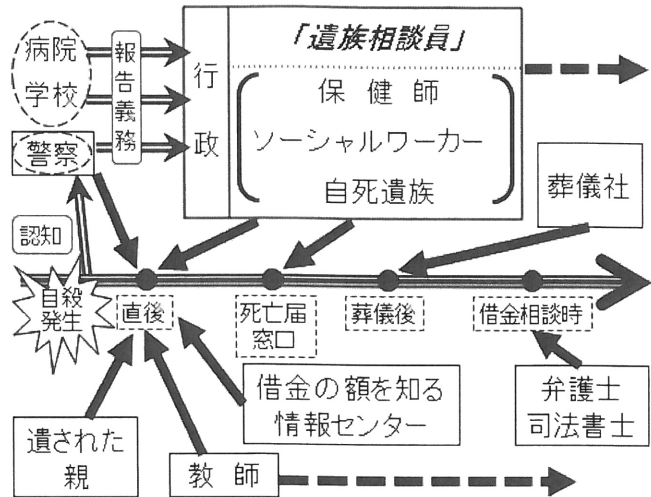 病院
学校
警察
報告義務
行政
「遺族相談員」
保健師
ソーシャルワーカー
自死遺族
葬儀社
認知
自殺
発生
直後
死亡届
窓口
葬儀後
借金相談時
遺された
親
教師
借金の額を知る
情報センター
弁護士
司法書士